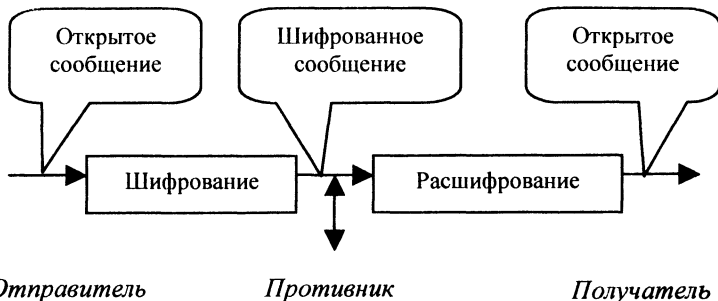 Открытое
сообщение
Шифрованное
сообщение
Открытое
сообщение
Шифрование
Расшифрование
Отправитель
Противник
Получатель